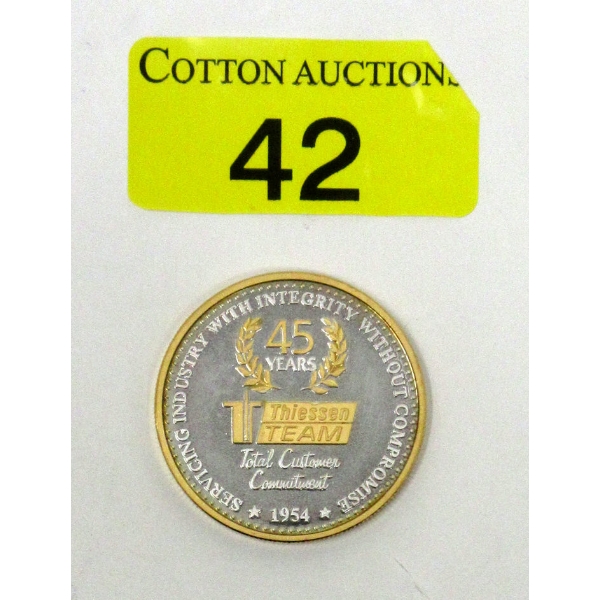 COTTON AUCTIONS
42
SERVICING INDUSTRY WITH INTEGRITY WITHOUT COMPROMISE
45
YEARS
Thiessen
TEAM
Total Customer
Commitment
★ 1954 ★